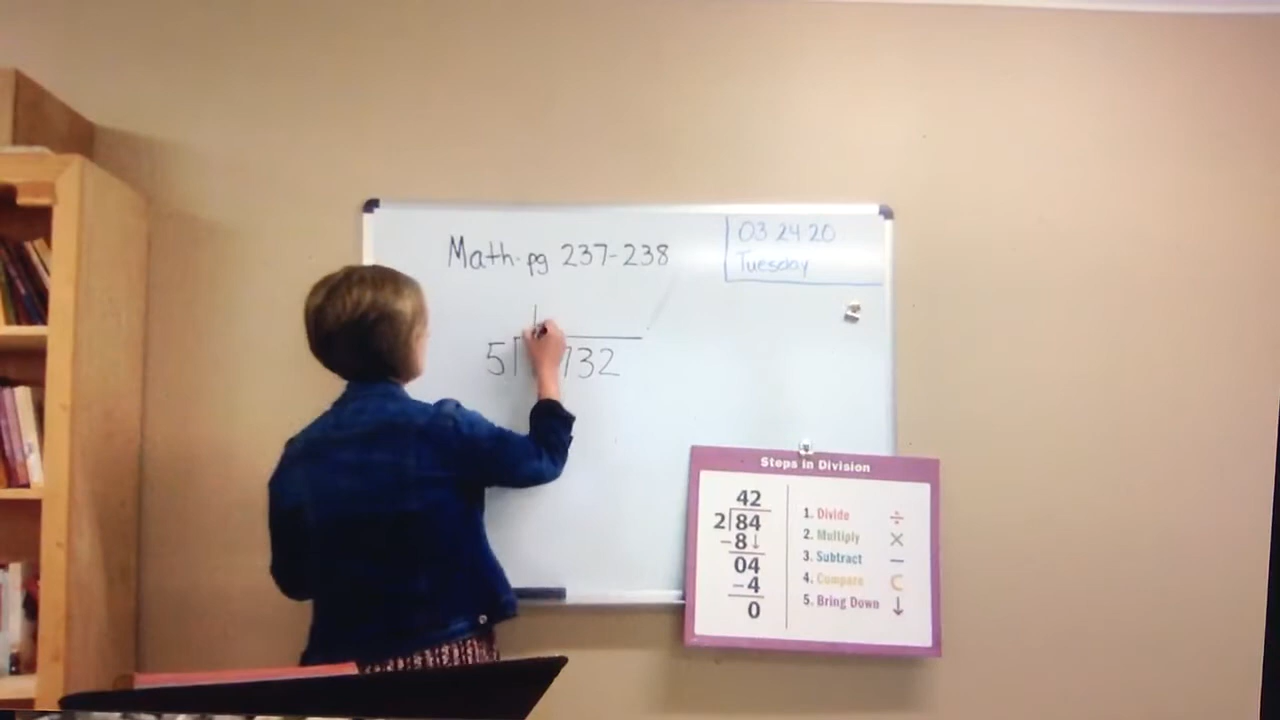 Math pg 237-238
03 24 20
Tuesday
5 732
Steps in Division
42
2 84
-8↓
04
-4
0
1. Divide ÷
2. Multiply ×
3. Subtract −
4. Compare C
5. Bring Down ↓